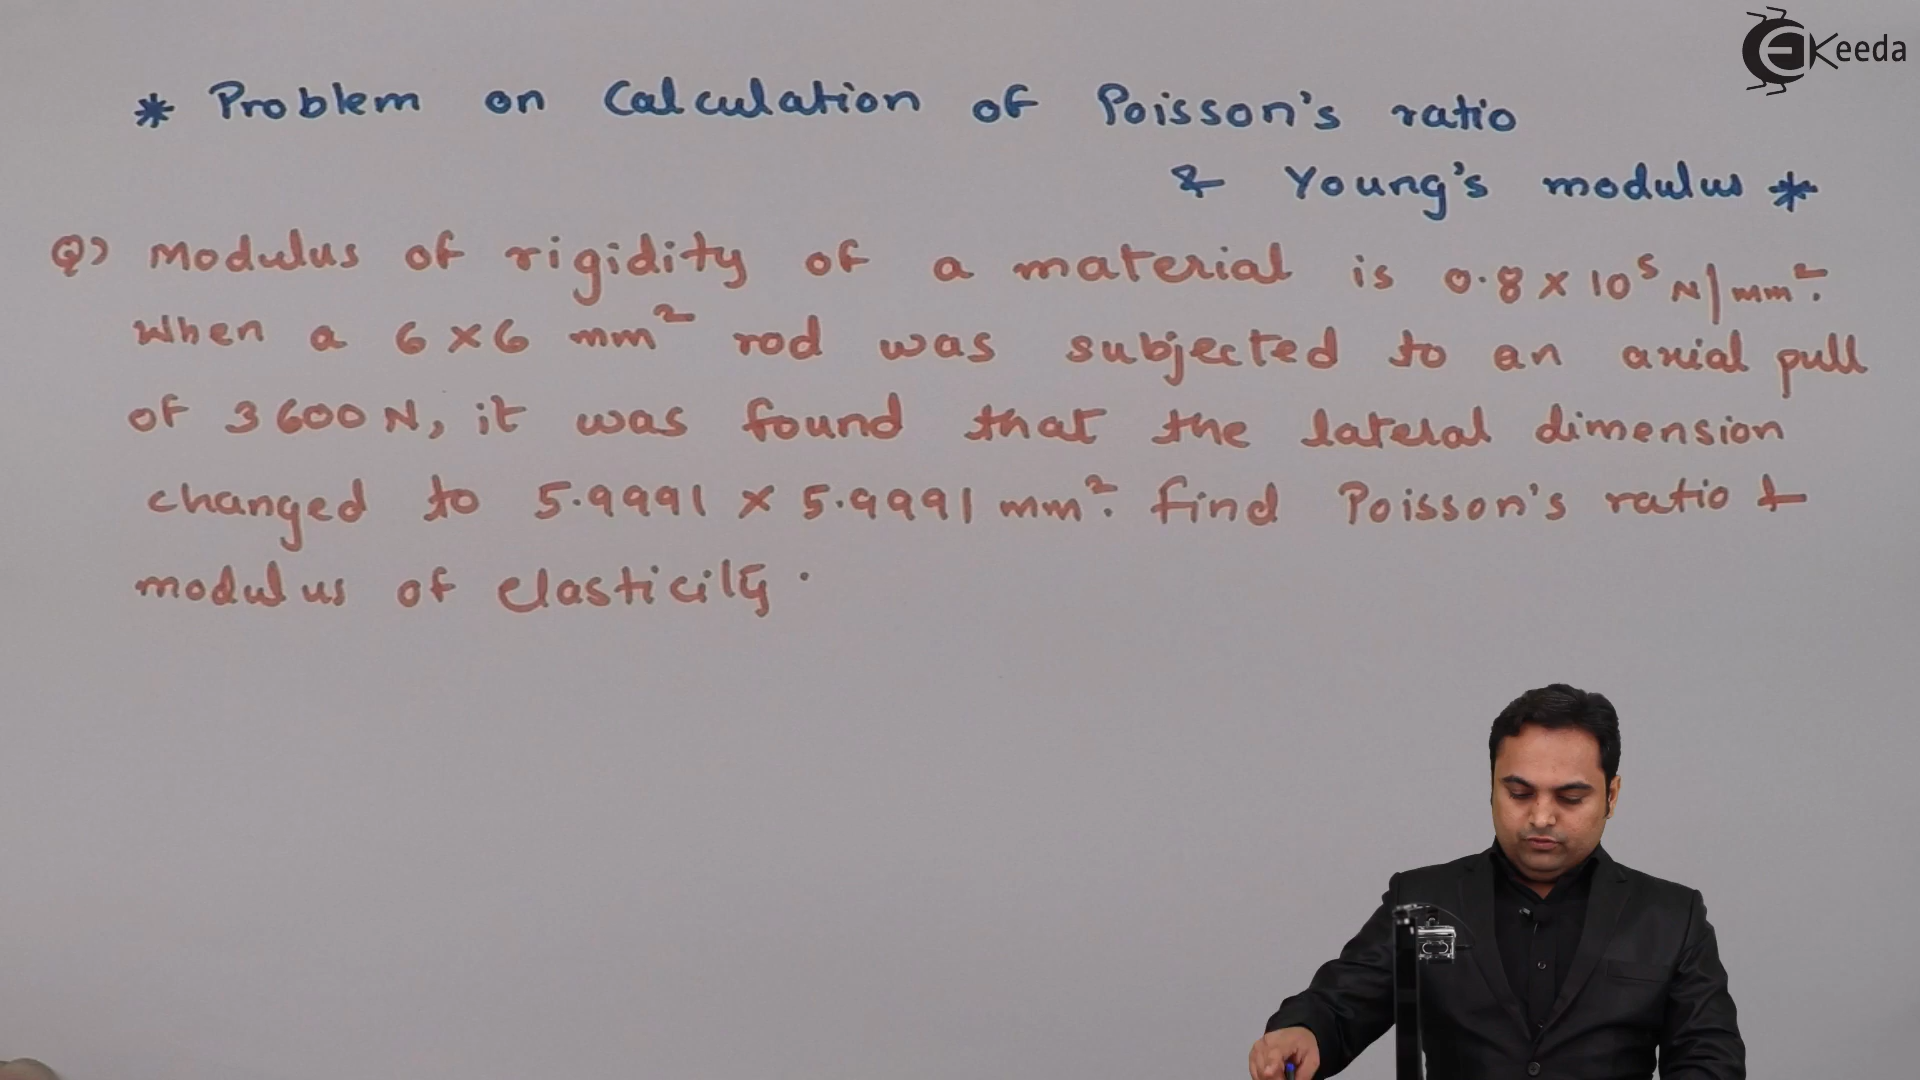 EKeeda
* Problem on Calculation of Poisson's ratio
& Young's modulus *
Q) Modulus of rigidity of a material is 0.8 × 10⁵ N/mm².
When a 6 × 6 mm² rod was subjected to an axial pull
of 3600 N, it was found that the lateral dimension
changed to 5.9991 × 5.9991 mm². find Poisson's ratio &
modulus of elasticity.